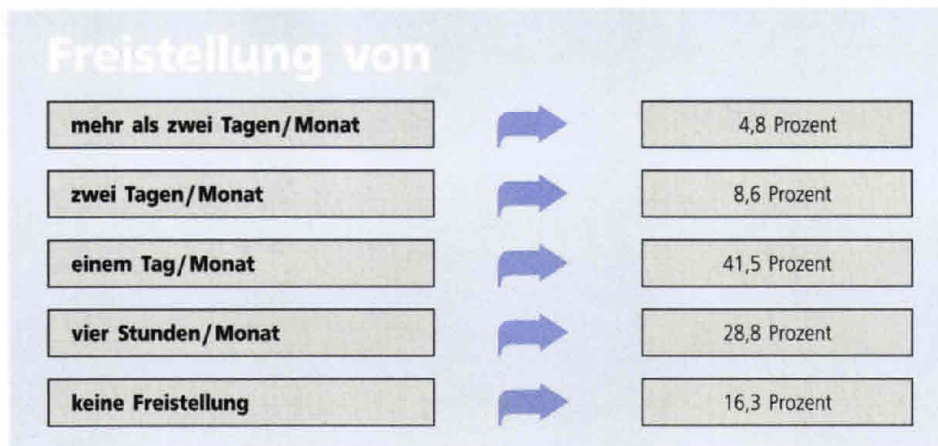 Freistellung von
mehr als zwei Tagen/Monat 4,8 Prozent
zwei Tagen/Monat 8,6 Prozent
einem Tag/Monat 41,5 Prozent
vier Stunden/Monat 28,8 Prozent
keine Freistellung 16,3 Prozent